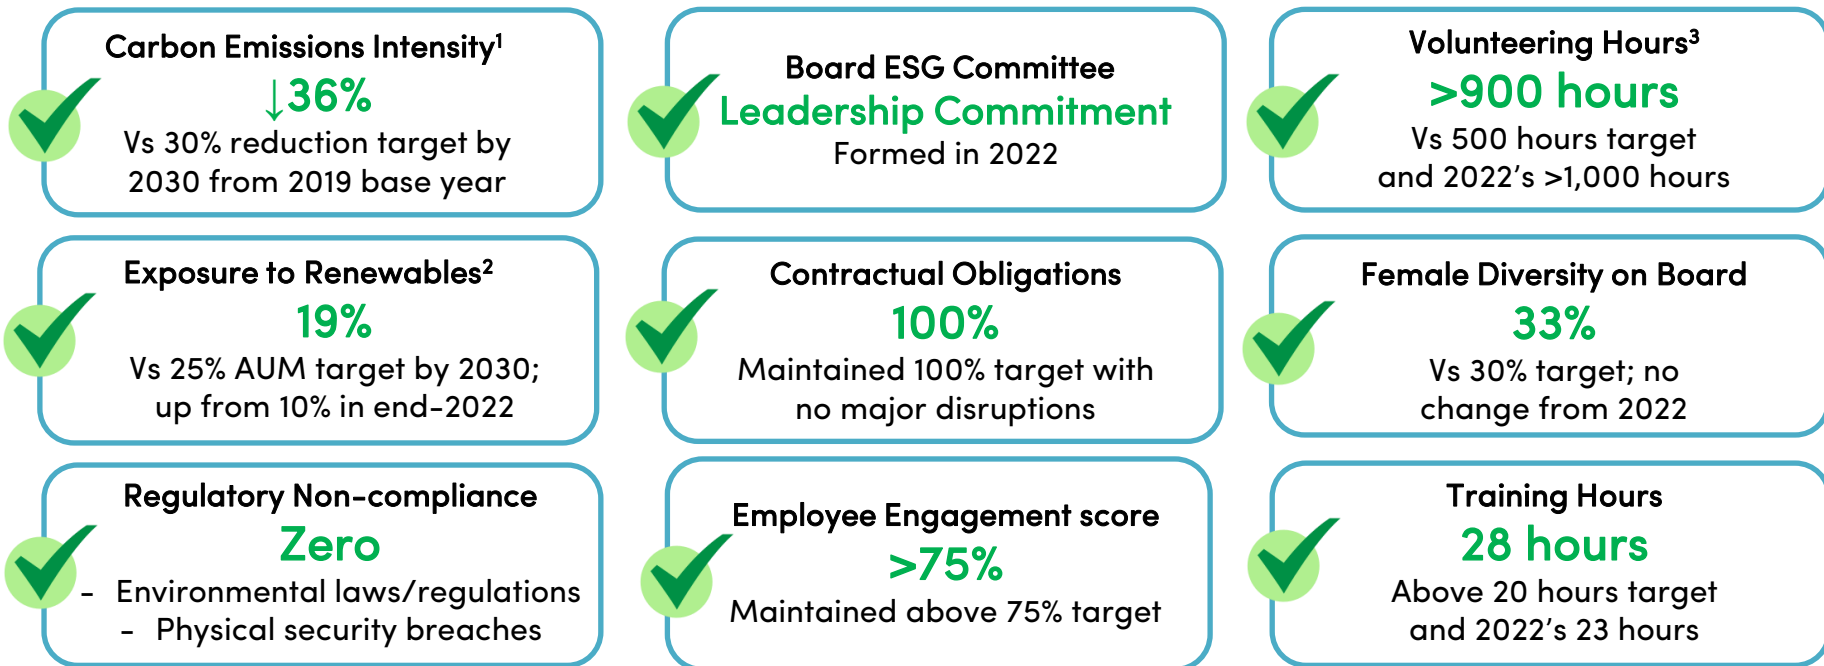 Carbon Emissions Intensity¹
↓36%
Vs 30% reduction target by
2030 from 2019 base year
Board ESG Committee
Leadership Commitment
Formed in 2022
Volunteering Hours³
>900 hours
Vs 500 hours target
and 2022's >1,000 hours
Exposure to Renewables²
19%
Vs 25% AUM target by 2030;
up from 10% in end-2022
Contractual Obligations
100%
Maintained 100% target with
no major disruptions
Female Diversity on Board
33%
Vs 30% target; no
change from 2022
Regulatory Non-compliance
Zero
- Environmental laws/regulations
- Physical security breaches
Employee Engagement score
>75%
Maintained above 75% target
Training Hours
28 hours
Above 20 hours target
and 2022's 23 hours